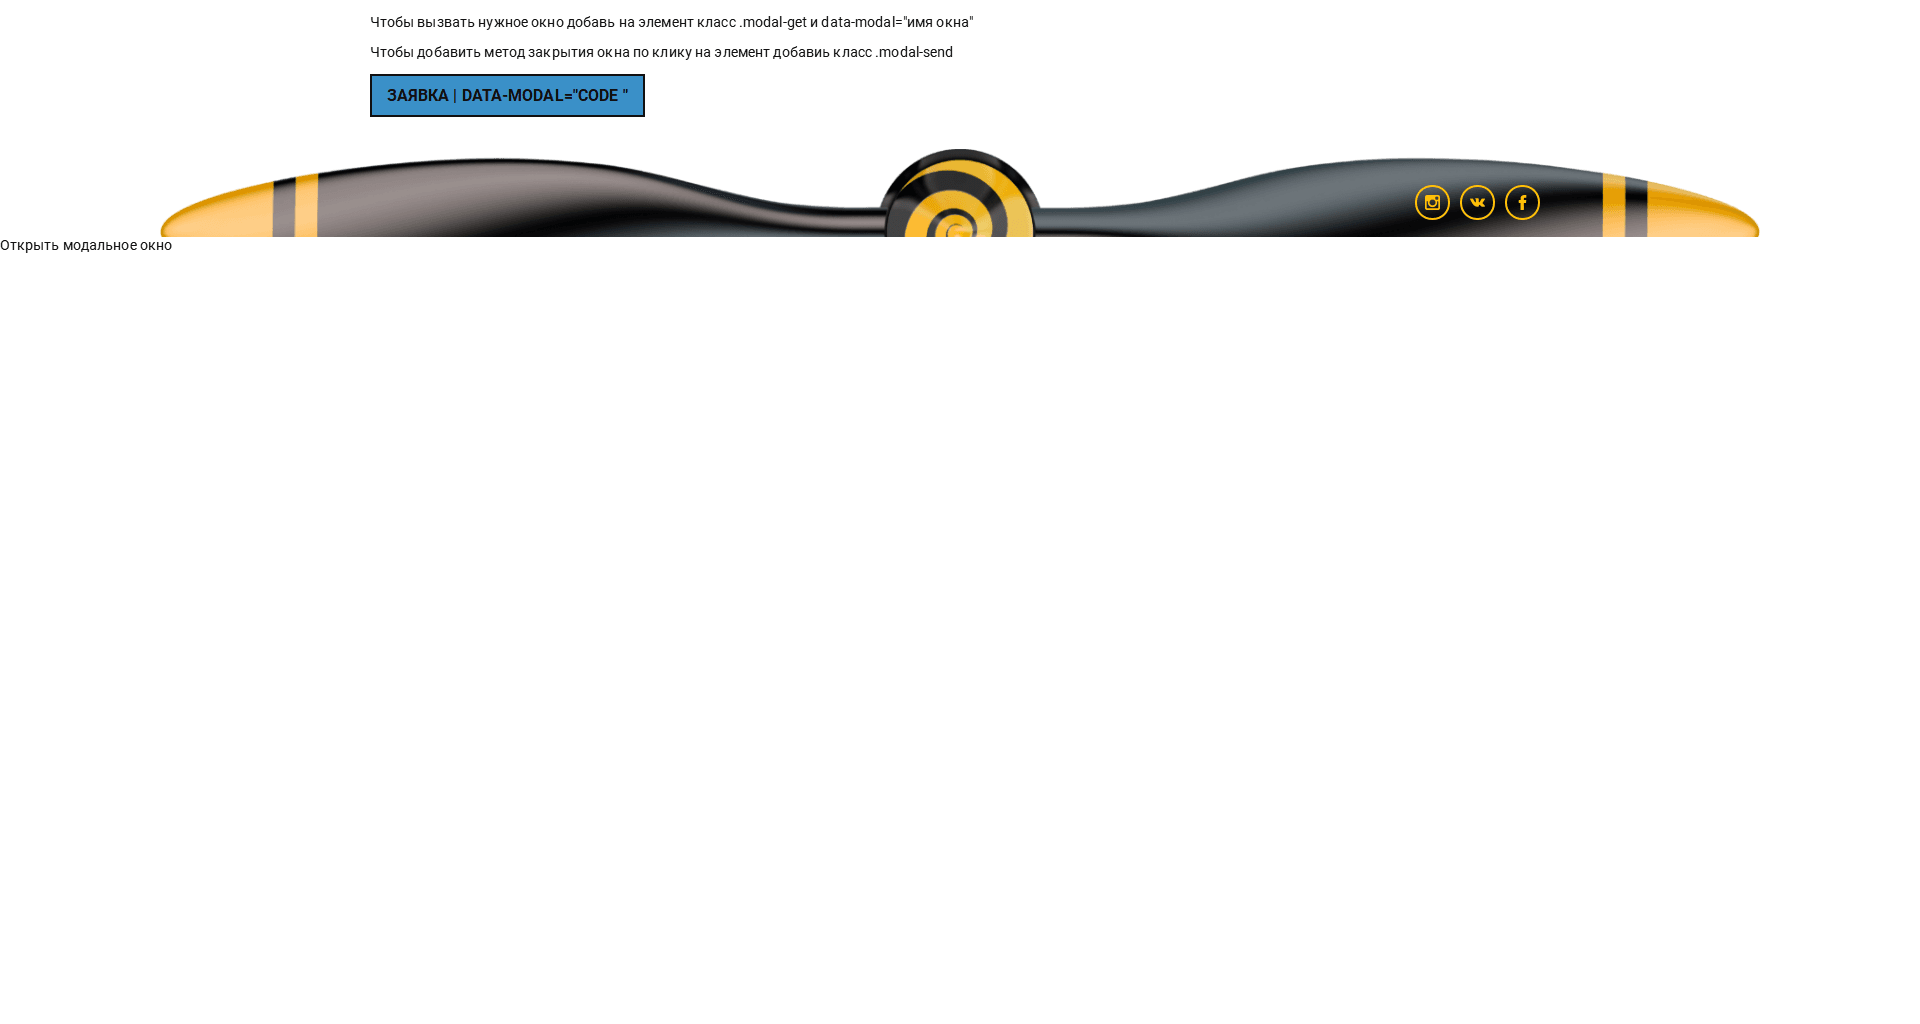 Чтобы вызвать нужное окно добавь на элемент класс .modal-get и data-modal="имя окна"
Чтобы добавить метод закрытия окна по клику на элемент добавиь класс .modal-send
ЗАЯВКА | DATA-MODAL="CODE "
Открыть модальное окно